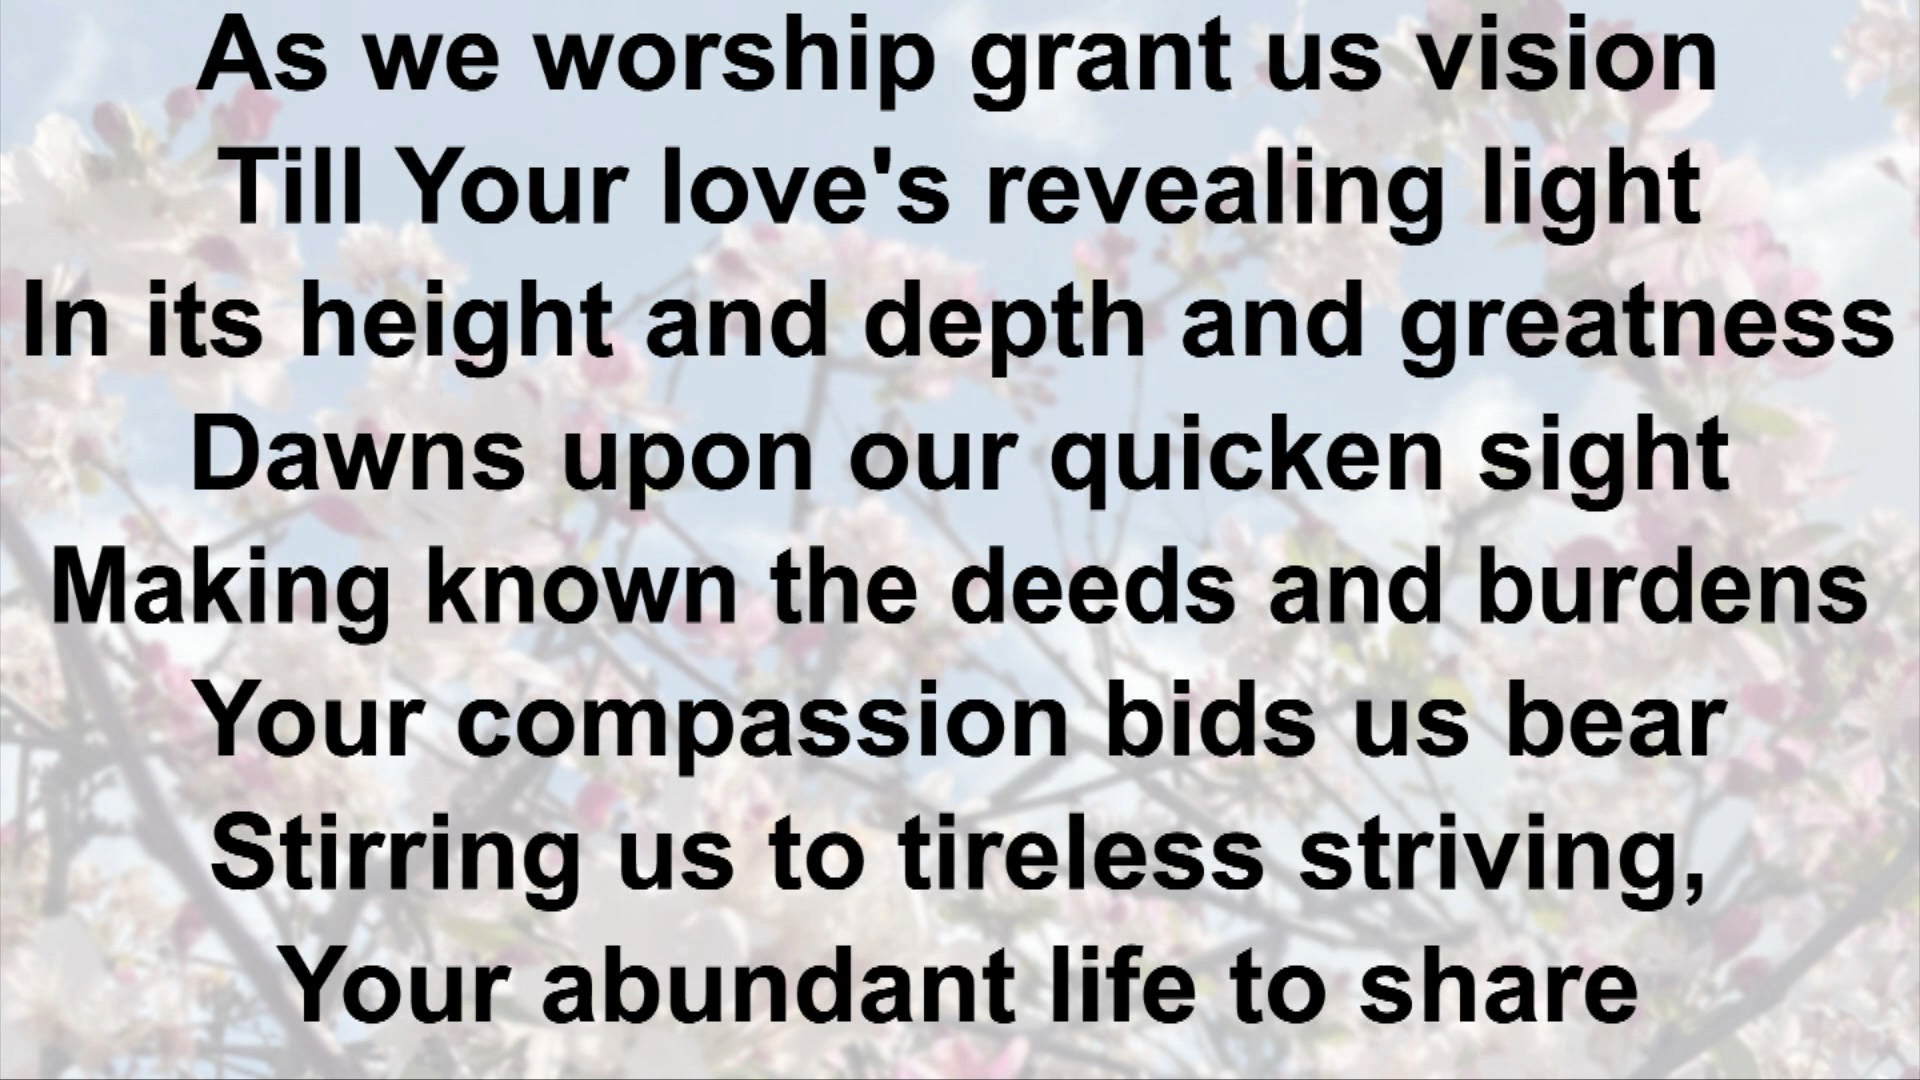 As we worship grant us vision
Till Your love's revealing light
In its height and depth and greatness
Dawns upon our quicken sight
Making known the deeds and burdens
Your compassion bids us bear
Stirring us to tireless striving,
Your abundant life to share